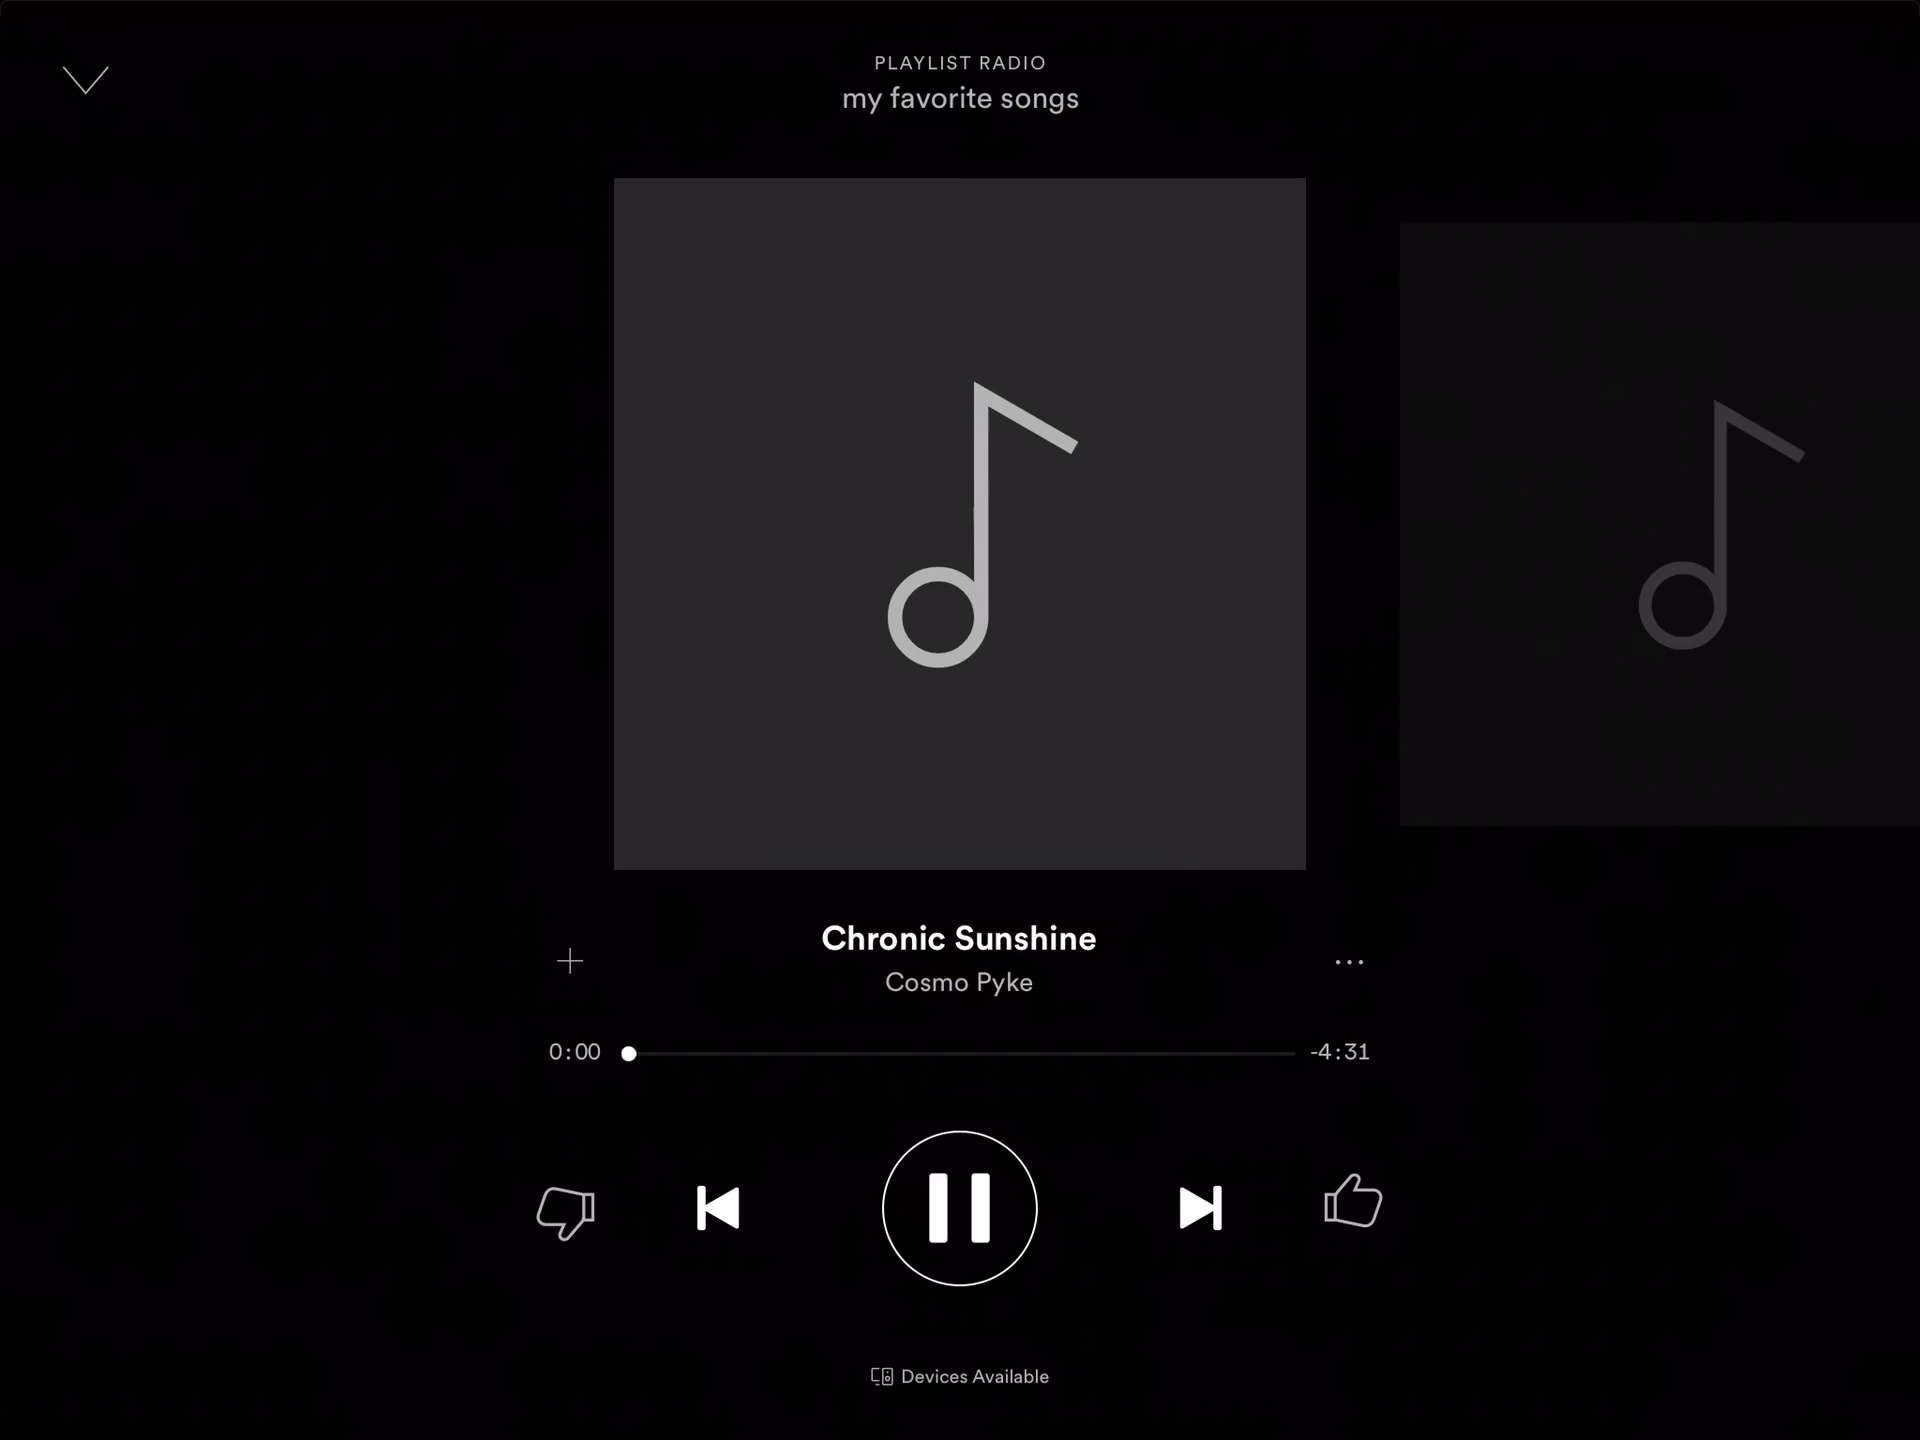 PLAYLIST RADIO
my favorite songs
Chronic Sunshine
Cosmo Pyke
0:00
-4:31
Devices Available